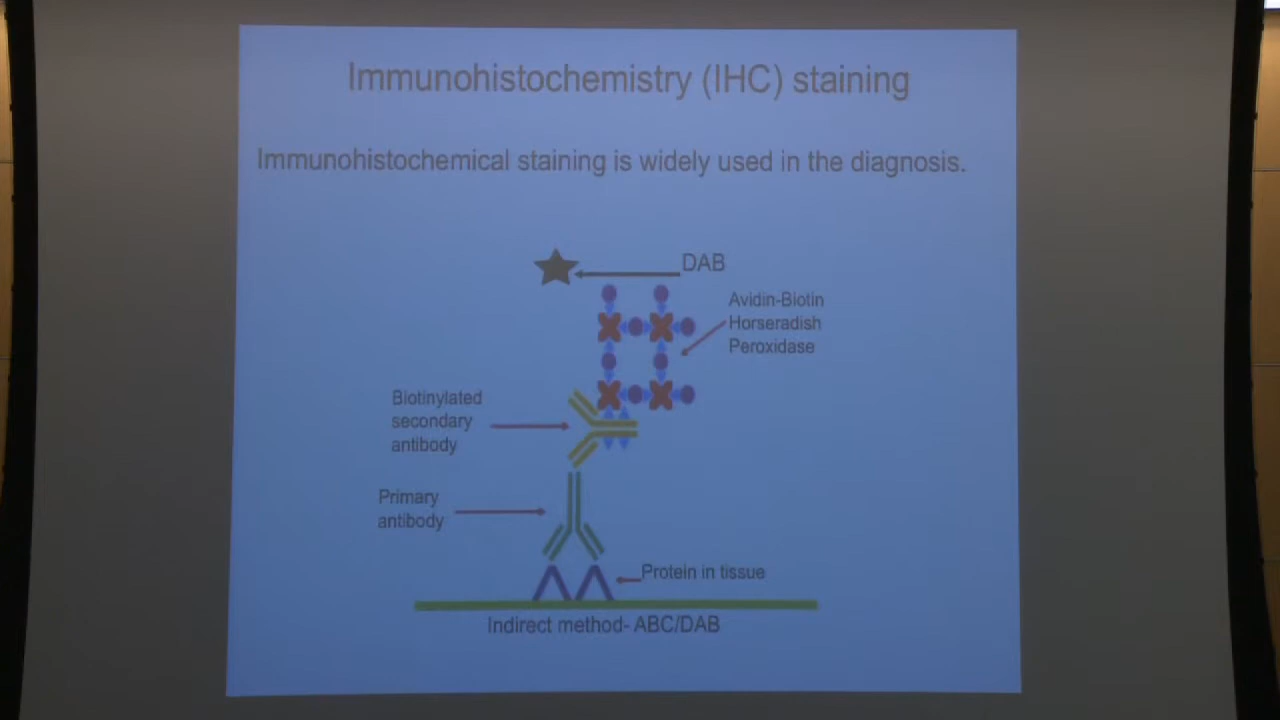 Immunohistochemistry (IHC) staining
Immunohistochemical staining is widely used in the diagnosis.
DAB
Avidin-Biotin
Horseradish
Peroxidase
Biotinylated
secondary
antibody
Primary
antibody
Protein in tissue
Indirect method- ABC/DAB